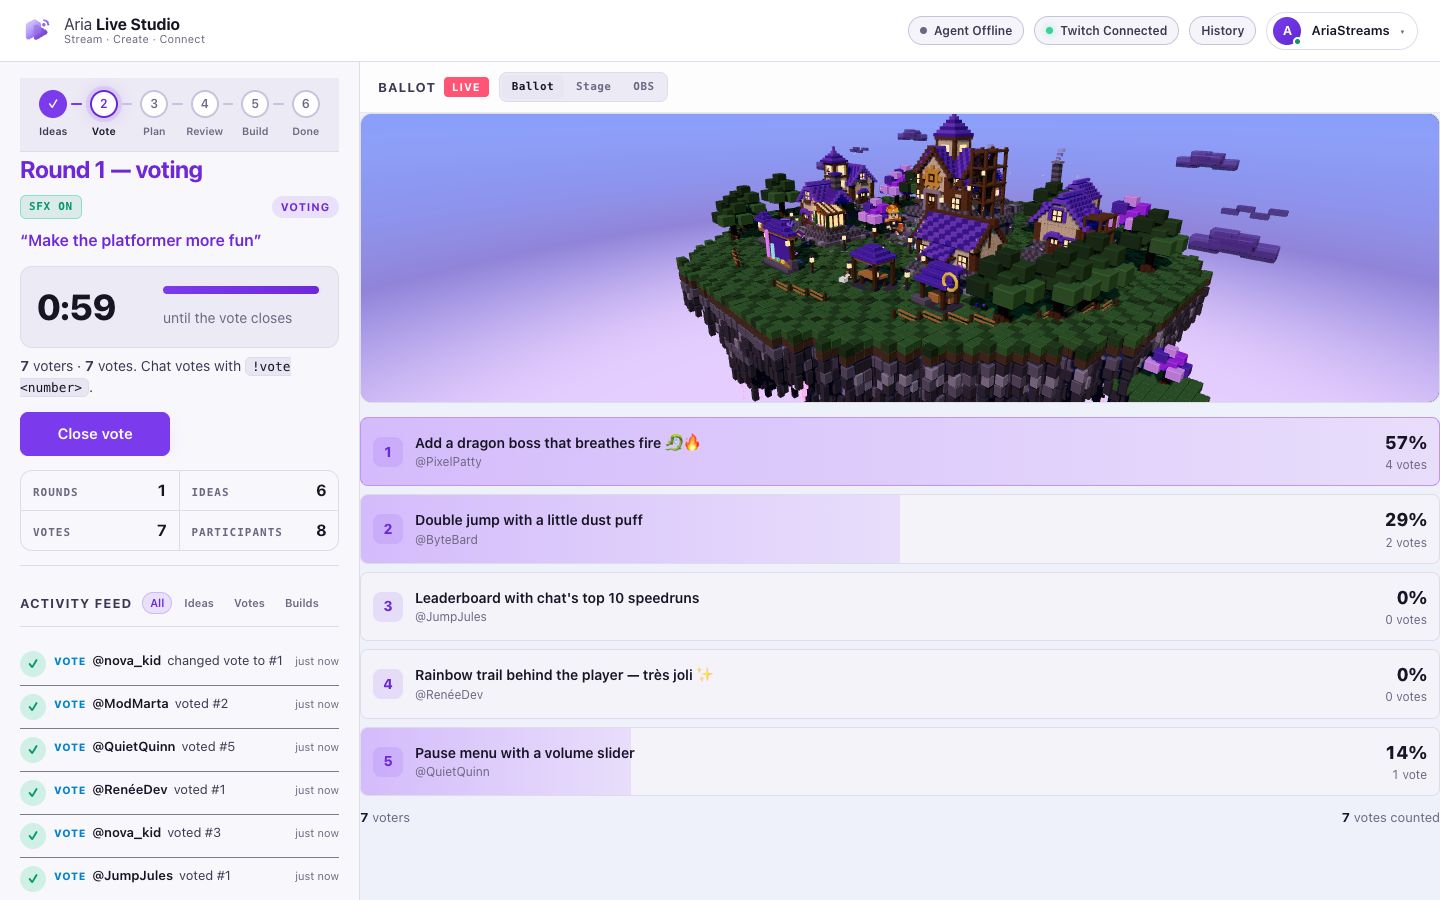 Aria Live Studio
Stream · Create · Connect
Agent Offline
Twitch Connected
History
A
AriaStreams
2
3
4
5
6
Ideas
Vote
Plan
Review
Build
Done
Round 1 — voting
SFX ON
VOTING
“Make the platformer more fun”
0:59
until the vote closes
7 voters · 7 votes. Chat votes with !vote
<number>.
Close vote
ROUNDS 1
IDEAS 6
VOTES 7
PARTICIPANTS 8
ACTIVITY FEED
All
Ideas
Votes
Builds
VOTE @nova_kid changed vote to #1 just now
VOTE @ModMarta voted #2 just now
VOTE @QuietQuinn voted #5 just now
VOTE @RenéeDev voted #1 just now
VOTE @nova_kid voted #3 just now
VOTE @JumpJules voted #1 just now
BALLOT
LIVE
Ballot
Stage
OBS
1
Add a dragon boss that breathes fire 🐉🔥
@PixelPatty
57%
4 votes
2
Double jump with a little dust puff
@ByteBard
29%
2 votes
3
Leaderboard with chat's top 10 speedruns
@JumpJules
0%
0 votes
4
Rainbow trail behind the player — très joli ✨
@RenéeDev
0%
0 votes
5
Pause menu with a volume slider
@QuietQuinn
14%
1 vote
7 voters
7 votes counted